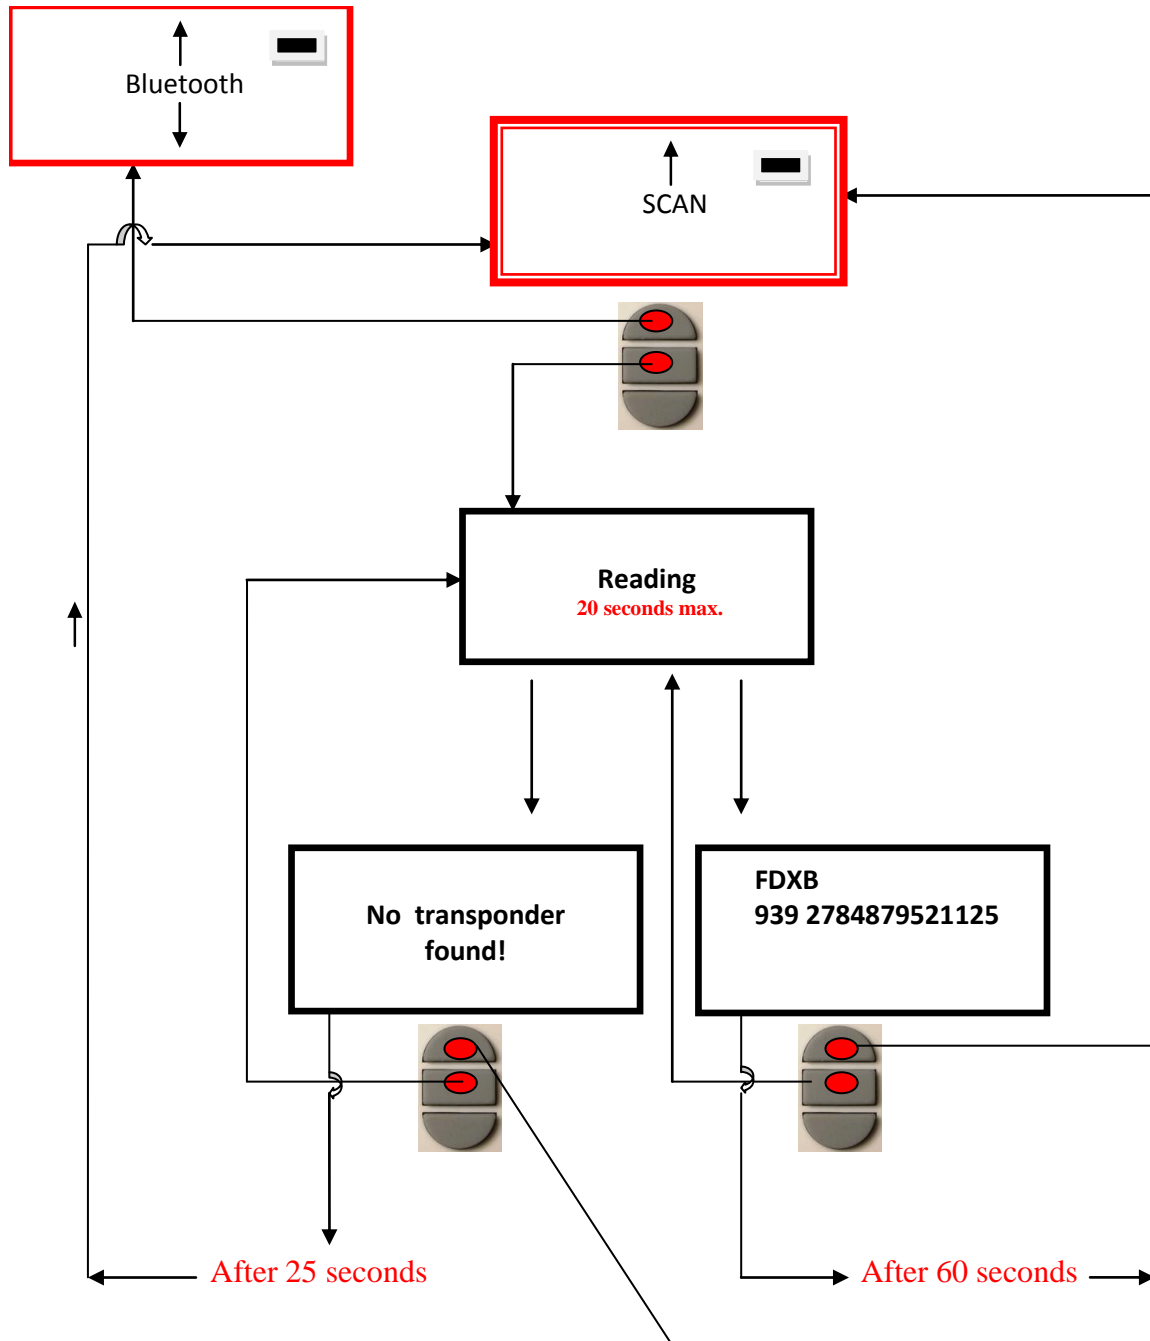 Bluetooth
SCAN
Reading
20 seconds max.
No transponder
found!
FDXB
939 2784879521125
After 25 seconds
After 60 seconds